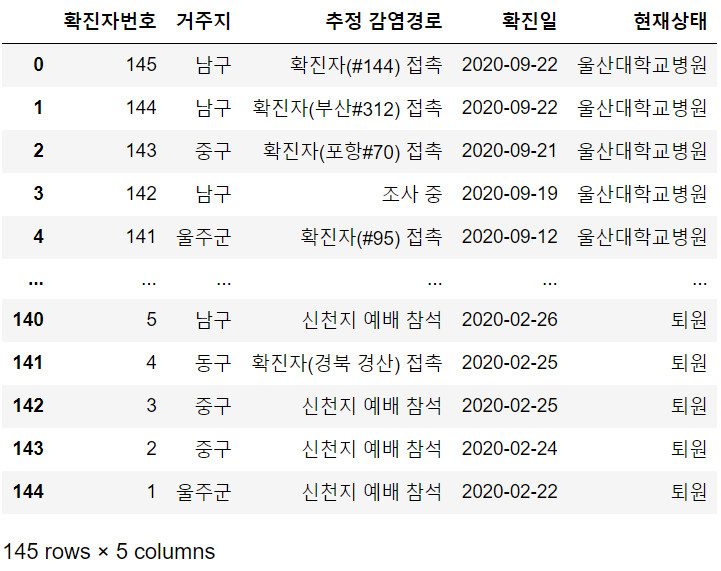 확진자번호 거주지 추정 감염경로 확진일 현재상태
0 145 남구 확진자(#144) 접촉 2020-09-22 울산대학교병원
1 144 남구 확진자(부산#312) 접촉 2020-09-22 울산대학교병원
2 143 중구 확진자(포항#70) 접촉 2020-09-21 울산대학교병원
3 142 남구 조사 중 2020-09-19 울산대학교병원
4 141 울주군 확진자(#95) 접촉 2020-09-12 울산대학교병원
... ... ... ... ... ...
140 5 남구 신천지 예배 참석 2020-02-26 퇴원
141 4 동구 확진자(경북 경산) 접촉 2020-02-25 퇴원
142 3 중구 신천지 예배 참석 2020-02-25 퇴원
143 2 중구 신천지 예배 참석 2020-02-24 퇴원
144 1 울주군 신천지 예배 참석 2020-02-22 퇴원
145 rows × 5 columns